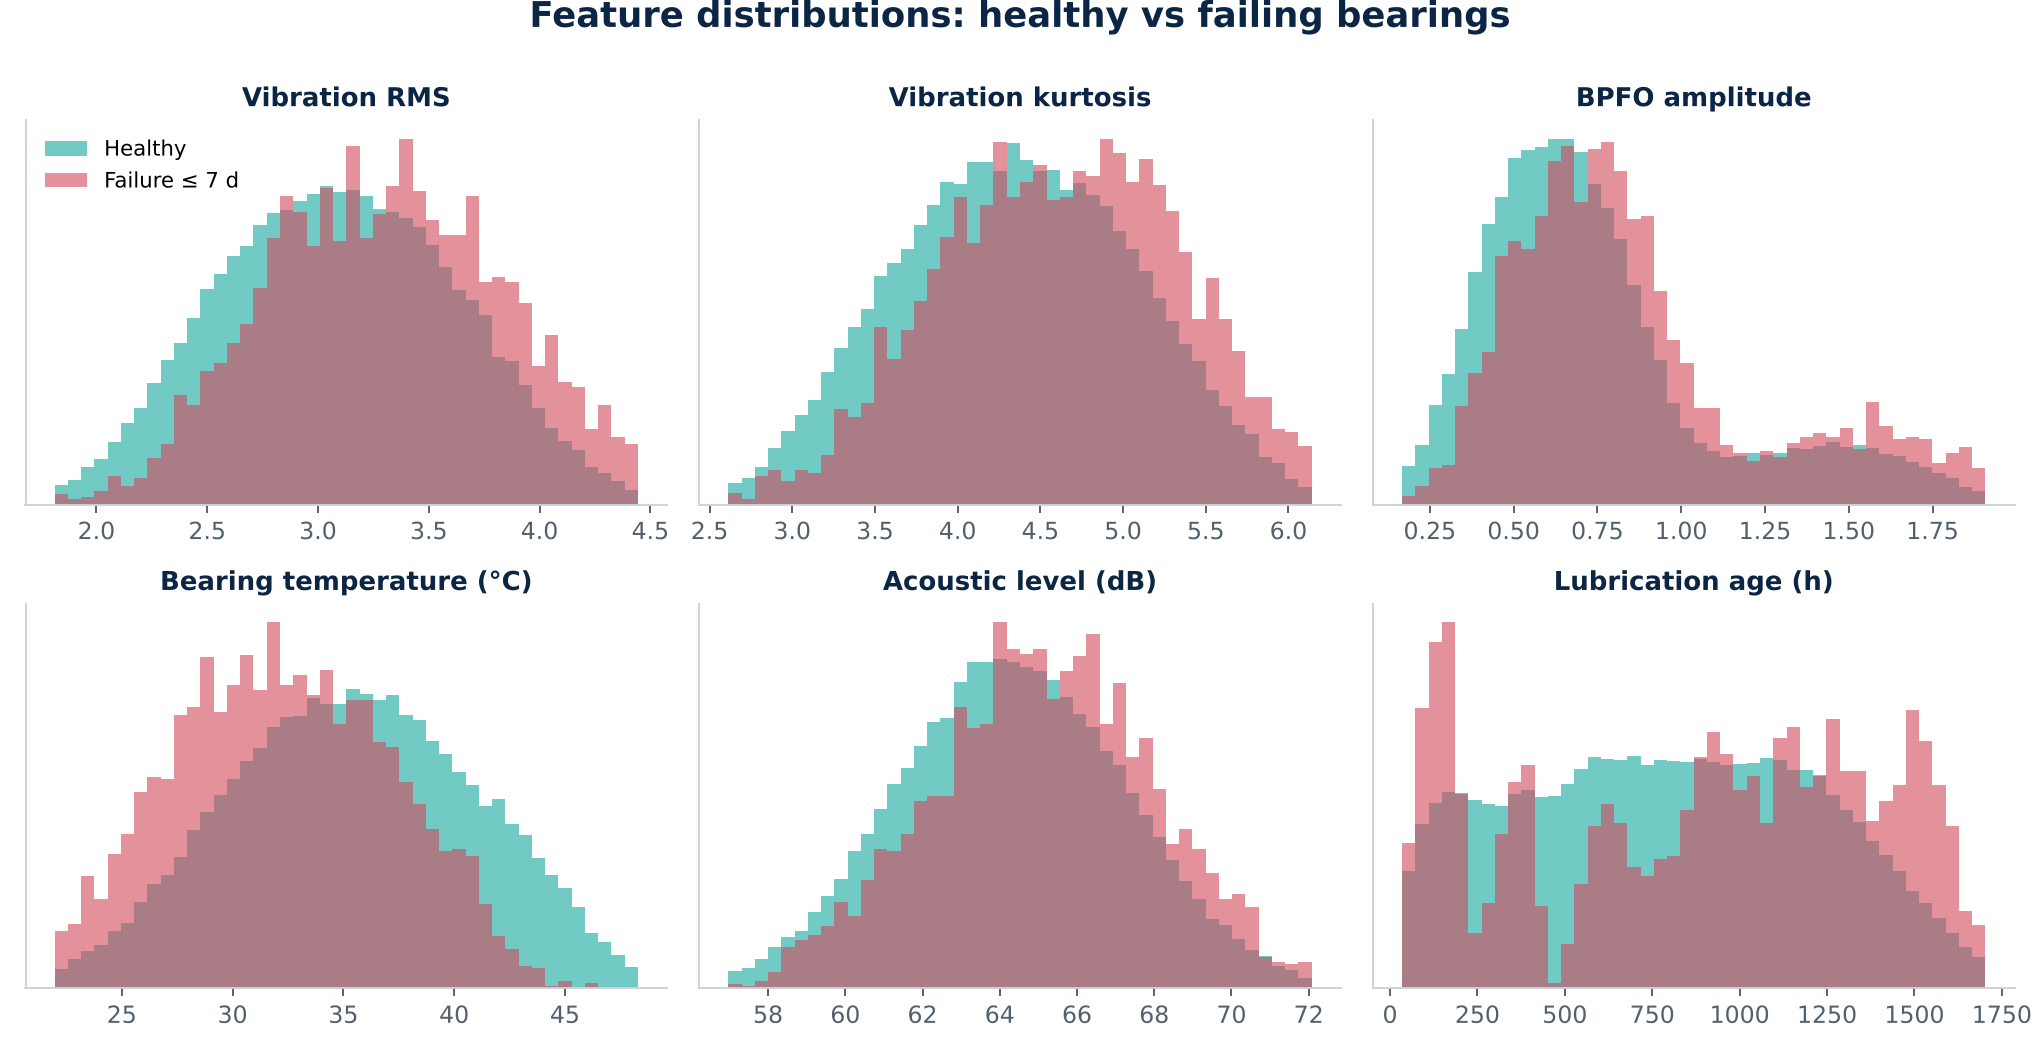 Feature distributions: healthy vs failing bearings
Vibration RMS
Healthy
Failure ≤ 7 d
2.0 2.5 3.0 3.5 4.0 4.5
Vibration kurtosis
2.5 3.0 3.5 4.0 4.5 5.0 5.5 6.0
BPFO amplitude
0.25 0.50 0.75 1.00 1.25 1.50 1.75
Bearing temperature (°C)
25 30 35 40 45
Acoustic level (dB)
58 60 62 64 66 68 70 72
Lubrication age (h)
0 250 500 750 1000 1250 1500 1750